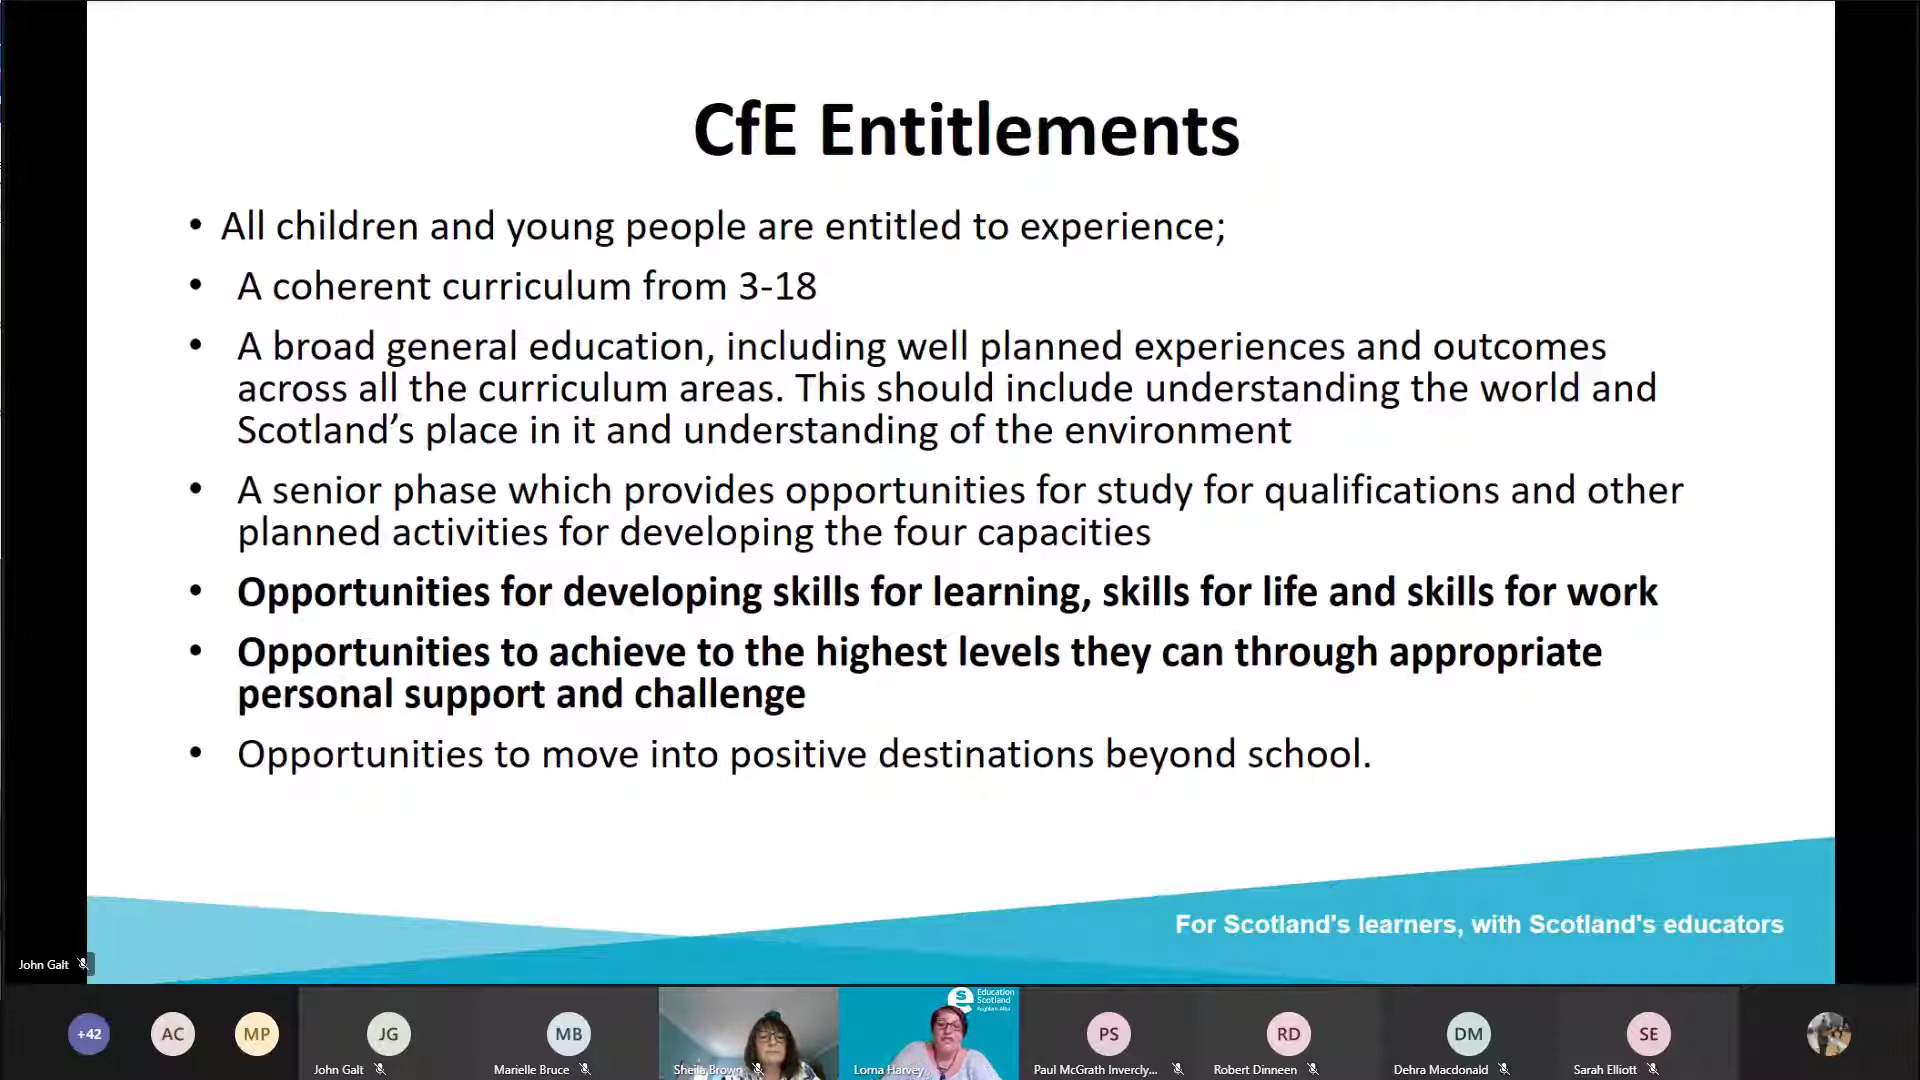 CfE Entitlements
• All children and young people are entitled to experience;
• A coherent curriculum from 3-18
• A broad general education, including well planned experiences and outcomes
across all the curriculum areas. This should include understanding the world and
Scotland’s place in it and understanding of the environment
• A senior phase which provides opportunities for study for qualifications and other
planned activities for developing the four capacities
• Opportunities for developing skills for learning, skills for life and skills for work
• Opportunities to achieve to the highest levels they can through appropriate
personal support and challenge
• Opportunities to move into positive destinations beyond school.
For Scotland's learners, with Scotland's educators
John Galt
+42
AC
MP
JG
John Galt
MB
Marielle Bruce
Sheila Brown
Education
Scotland
Foghlam Alba
Lorna Harvey
PS
Paul McGrath Invercly...
RD
Robert Dinneen
DM
Dehra Macdonald
SE
Sarah Elliott